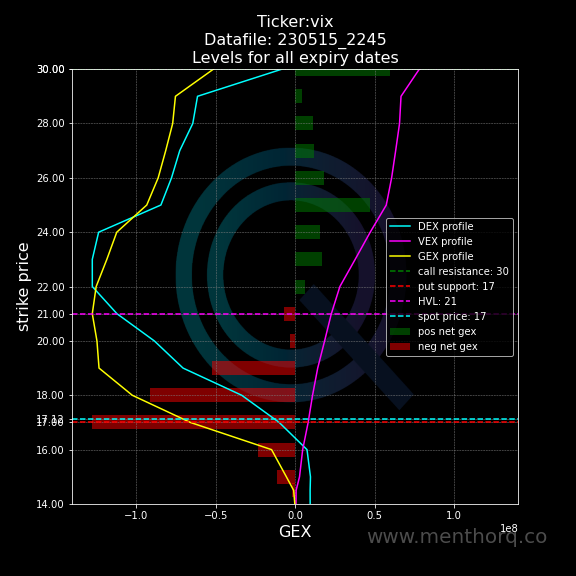 Ticker:vix
Datafile: 230515_2245
Levels for all expiry dates
30.00
28.00
26.00
24.00
22.00
21.00
20.00
18.00
17.12
16.00
14.00
strike price
DEX profile
VEX profile
GEX profile
call resistance: 30
put support: 17
HVL: 21
spot price: 17
pos net gex
neg net gex
−1.0
−0.5
0.0
0.5
1.0
1e8
GEX
www.menthorq.co